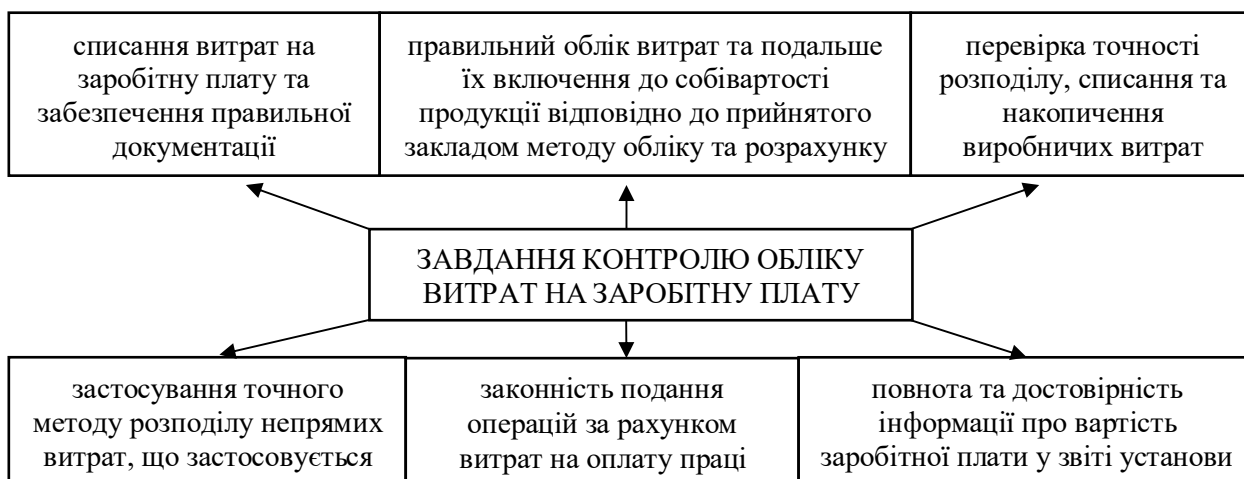 списання витрат на
заробітну плату та
забезпечення правильної
документації
правильний облік витрат та подальше
їх включення до собівартості
продукції відповідно до прийнятого
закладом методу обліку та розрахунку
перевірка точності
розподілу, списання та
накопичення
виробничих витрат
ЗАВДАННЯ КОНТРОЛЮ ОБЛІКУ
ВИТРАТ НА ЗАРОБІТНУ ПЛАТУ
застосування точного
методу розподілу непрямих
витрат, що застосовується
законність подання
операцій за рахунком
витрат на оплату праці
повнота та достовірність
інформації про вартість
заробітної плати у звіті установи